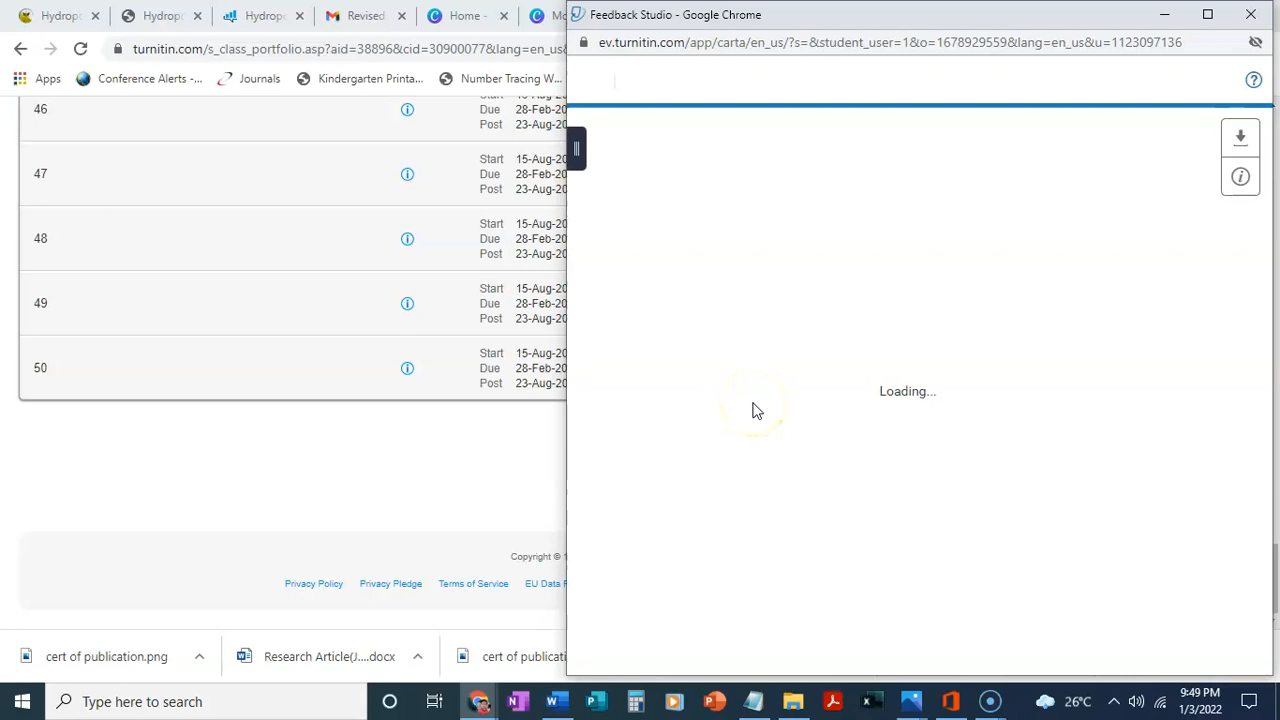 Hydrop
Hydrop
Hydrop
Revised
Home -
Mo
Feedback Studio - Google Chrome
turnitin.com/s_class_portfolio.asp?aid=38896&cid=30900077&lang=en_us&
ev.turnitin.com/app/carta/en_us/?s=&student_user=1&o=1678929559&lang=en_us&u=1123097136
Apps
Conference Alerts -...
Journals
Kindergarten Printa...
Number Tracing W...
46
Due 28-Feb-20
Post 23-Aug-20
47
Start 15-Aug-20
Due 28-Feb-20
Post 23-Aug-20
48
Start 15-Aug-20
Due 28-Feb-20
Post 23-Aug-20
49
Start 15-Aug-20
Due 28-Feb-20
Post 23-Aug-20
50
Start 15-Aug-20
Due 28-Feb-20
Post 23-Aug-20
Loading...
Copyright © 1
Privacy Policy
Privacy Pledge
Terms of Service
EU Data P
cert of publication.png
Research Article(J....docx
cert of publicati
Type here to search
26°C
9:49 PM
1/3/2022